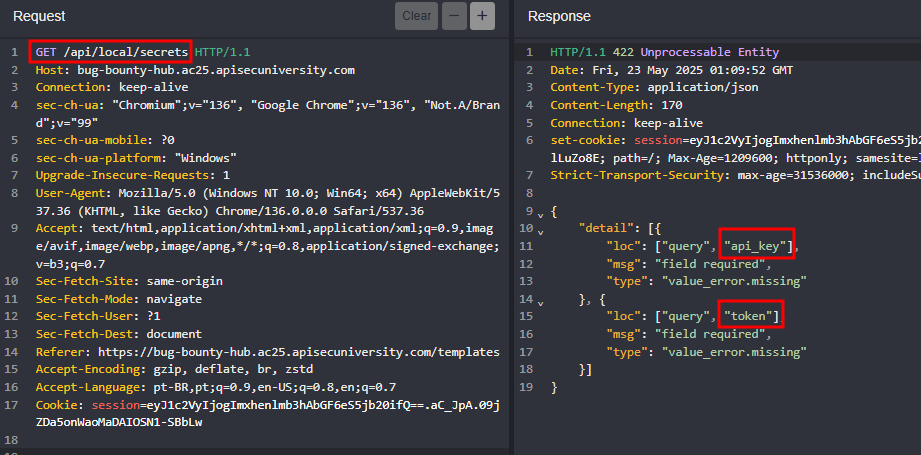 Request
Clear
1 GET /api/local/secrets HTTP/1.1
2 Host: bug-bounty-hub.ac25.apisecuniversity.com
3 Connection: keep-alive
4 sec-ch-ua: "Chromium";v="136", "Google Chrome";v="136", "Not.A/Bran
d";v="99"
5 sec-ch-ua-mobile: ?0
6 sec-ch-ua-platform: "Windows"
7 Upgrade-Insecure-Requests: 1
8 User-Agent: Mozilla/5.0 (Windows NT 10.0; Win64; x64) AppleWebKit/5
37.36 (KHTML, like Gecko) Chrome/136.0.0.0 Safari/537.36
9 Accept: text/html,application/xhtml+xml,application/xml;q=0.9,imag
e/avif,image/webp,image/apng,*/*;q=0.8,application/signed-exchange;
v=b3;q=0.7
10 Sec-Fetch-Site: same-origin
11 Sec-Fetch-Mode: navigate
12 Sec-Fetch-User: ?1
13 Sec-Fetch-Dest: document
14 Referer: https://bug-bounty-hub.ac25.apisecuniversity.com/templates
15 Accept-Encoding: gzip, deflate, br, zstd
16 Accept-Language: pt-BR,pt;q=0.9,en-US;q=0.8,en;q=0.7
17 Cookie: session=eyJ1c2VyIjogImxhenlmb3hAbGF6eS5jb20ifQ==.aC_JpA.09j
ZDa5onWaoMaDAIOSN1-SBbLw
18
Response
1 HTTP/1.1 422 Unprocessable Entity
2 Date: Fri, 23 May 2025 01:09:52 GMT
3 Content-Type: application/json
4 Content-Length: 170
5 Connection: keep-alive
6 set-cookie: session=eyJ1c2VyIjogImxhenlmb3hAbGF6eS5jb2
lLuZo8E; path=/; Max-Age=1209600; httponly; samesite=
7 Strict-Transport-Security: max-age=31536000; includeSu
8
9 {
10 "detail": [{
11 "loc": ["query", "api_key"],
12 "msg": "field required",
13 "type": "value_error.missing"
14 }, {
15 "loc": ["query", "token"]
16 "msg": "field required",
17 "type": "value_error.missing"
18 }]
19 }